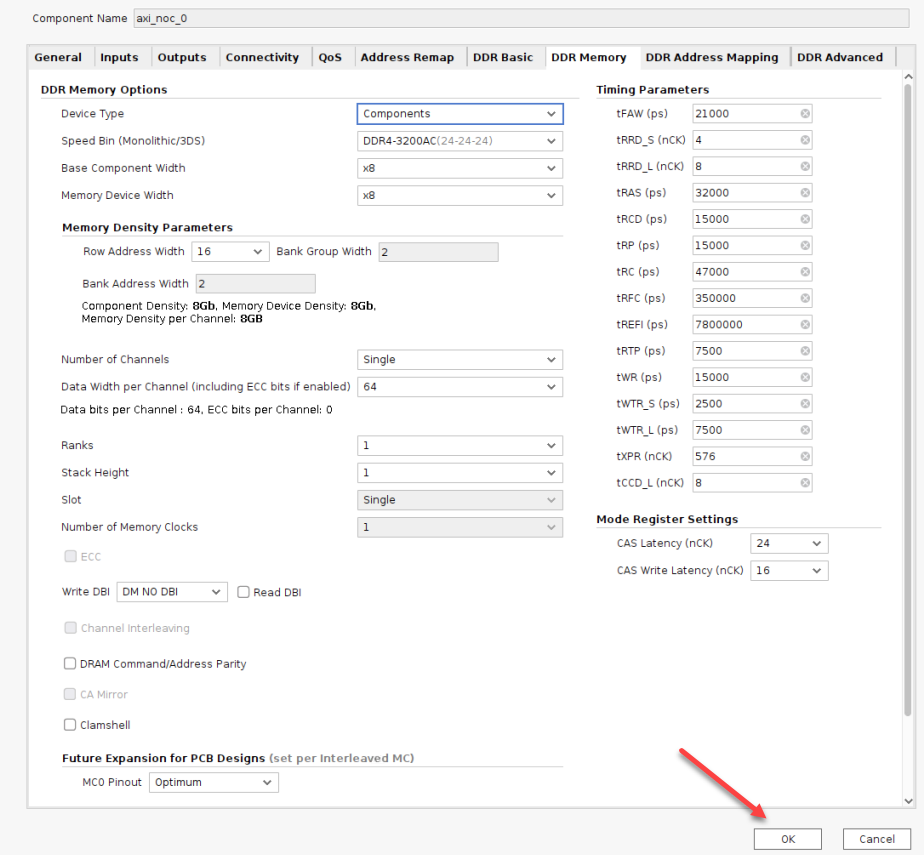 Component Name axi_noc_0
General Inputs Outputs Connectivity QoS Address Remap DDR Basic DDR Memory DDR Address Mapping DDR Advanced
DDR Memory Options
Device Type Components
Speed Bin (Monolithic/3DS) DDR4-3200AC(24-24-24)
Base Component Width x8
Memory Device Width x8
Memory Density Parameters
Row Address Width 16 Bank Group Width 2
Bank Address Width 2
Component Density: 8Gb, Memory Device Density: 8Gb,
Memory Density per Channel: 8GB
Number of Channels Single
Data Width per Channel (including ECC bits if enabled) 64
Data bits per Channel : 64, ECC bits per Channel: 0
Ranks 1
Stack Height 1
Slot Single
Number of Memory Clocks 1
ECC
Write DBI DM NO DBI Read DBI
Channel Interleaving
DRAM Command/Address Parity
CA Mirror
Clamshell
Future Expansion for PCB Designs (set per Interleaved MC)
MC0 Pinout Optimum
Timing Parameters
tFAW (ps) 21000
tRRD_S (nCK) 4
tRRD_L (nCK) 8
tRAS (ps) 32000
tRCD (ps) 15000
tRP (ps) 15000
tRC (ps) 47000
tRFC (ps) 350000
tREFI (ps) 7800000
tRTP (ps) 7500
tWR (ps) 15000
tWTR_S (ps) 2500
tWTR_L (ps) 7500
tXPR (nCK) 576
tCCD_L (nCK) 8
Mode Register Settings
CAS Latency (nCK) 24
CAS Write Latency (nCK) 16
OK Cancel